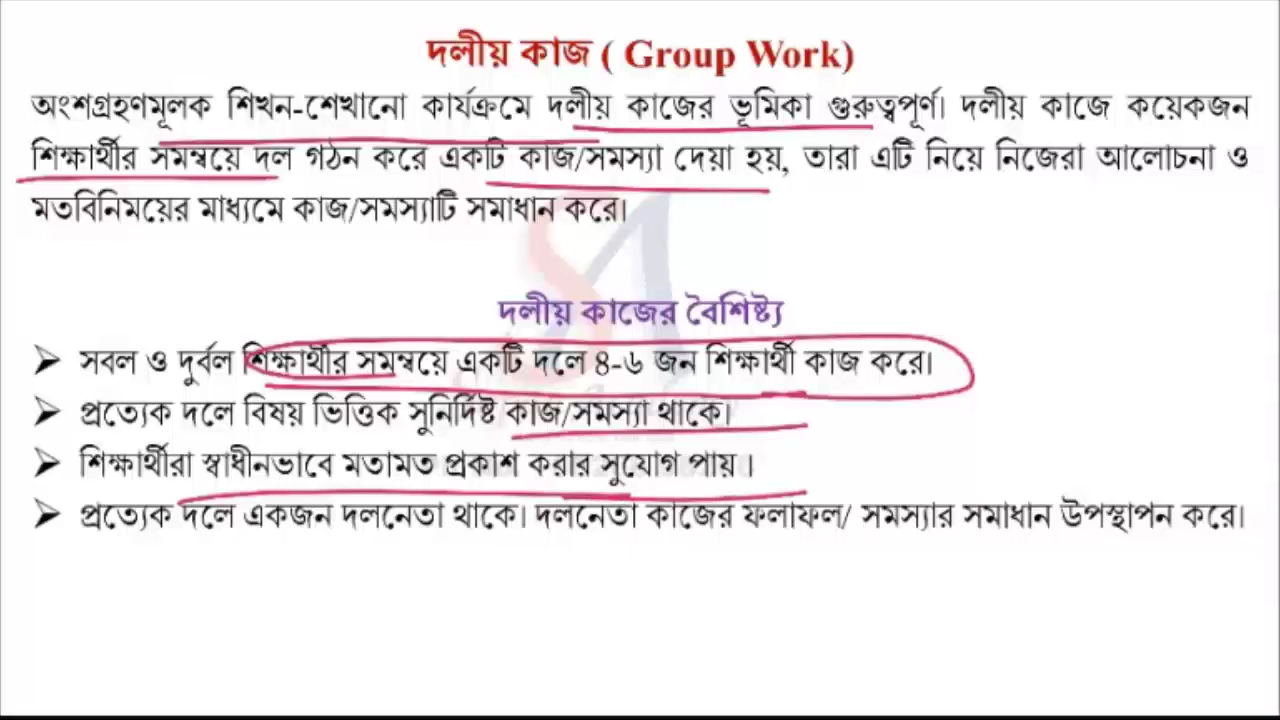 দলীয় কাজ ( Group Work)
অংশগ্রহণমূলক শিখন-শেখানো কার্যক্রমে দলীয় কাজের ভূমিকা গুরুত্বপূর্ণ। দলীয় কাজে কয়েকজন
শিক্ষার্থীর সমন্বয়ে দল গঠন করে একটি কাজ/সমস্যা দেয়া হয়, তারা এটি নিয়ে নিজেরা আলোচনা ও
মতবিনিময়ের মাধ্যমে কাজ/সমস্যাটি সমাধান করে।
দলীয় কাজের বৈশিষ্ট্য
➤ সবল ও দুর্বল শিক্ষার্থীর সমন্বয়ে একটি দলে ৪-৬ জন শিক্ষার্থী কাজ করে।
➤ প্রত্যেক দলে বিষয় ভিত্তিক সুনির্দিষ্ট কাজ/সমস্যা থাকে।
➤ শিক্ষার্থীরা স্বাধীনভাবে মতামত প্রকাশ করার সুযোগ পায় ।
➤ প্রত্যেক দলে একজন দলনেতা থাকে। দলনেতা কাজের ফলাফল/ সমস্যার সমাধান উপস্থাপন করে।